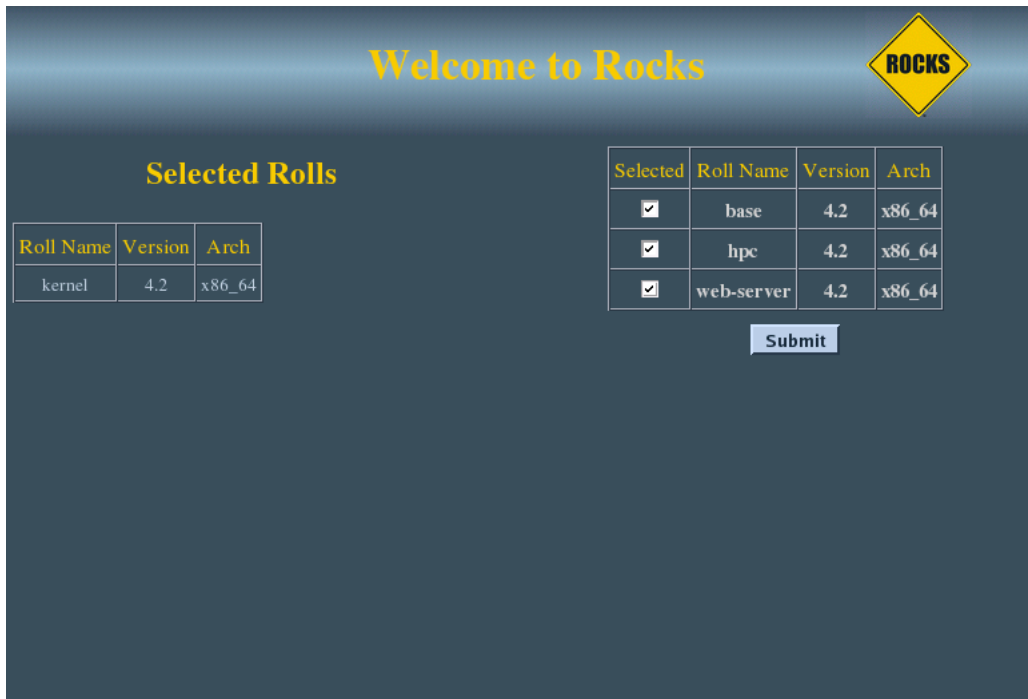 Welcome to Rocks
ROCKS
Selected Rolls
Roll Name Version Arch
kernel 4.2 x86_64
Selected Roll Name Version Arch
base 4.2 x86_64
hpc 4.2 x86_64
web-server 4.2 x86_64
Submit